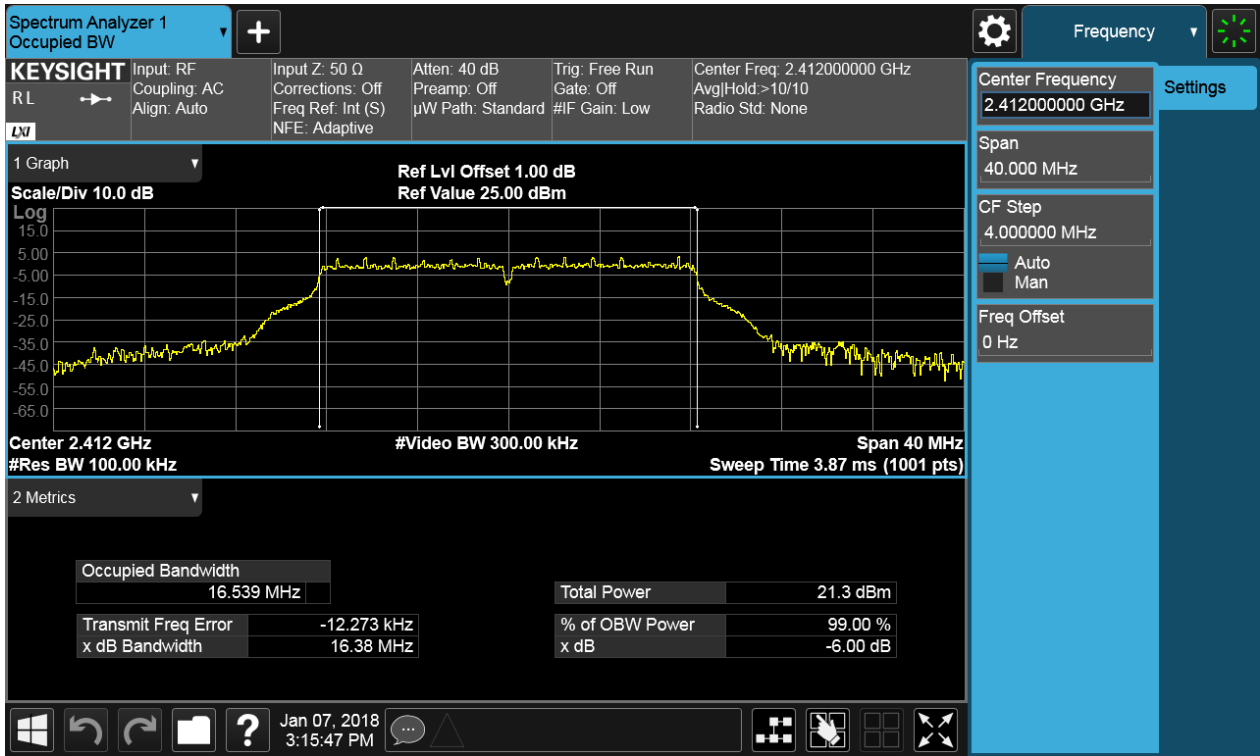 Spectrum Analyzer 1
Occupied BW
Frequency
KEYSIGHT
R L
LXI
Input: RF
Coupling: AC
Align: Auto
Input Z: 50 Ω
Corrections: Off
Freq Ref: Int (S)
NFE: Adaptive
Atten: 40 dB
Preamp: Off
µW Path: Standard
Trig: Free Run
Gate: Off
#IF Gain: Low
Center Freq: 2.412000000 GHz
Avg|Hold:>10/10
Radio Std: None
Center Frequency
2.412000000 GHz
Settings
Span
40.000 MHz
CF Step
4.000000 MHz
Auto
Man
Freq Offset
0 Hz
1 Graph
Scale/Div 10.0 dB
Ref Lvl Offset 1.00 dB
Ref Value 25.00 dBm
Log
15.0
5.00
-5.00
-15.0
-25.0
-35.0
-45.0
-55.0
-65.0
Center 2.412 GHz
#Video BW 300.00 kHz
Span 40 MHz
#Res BW 100.00 kHz
Sweep Time 3.87 ms (1001 pts)
2 Metrics
Occupied Bandwidth
16.539 MHz
Total Power 21.3 dBm
Transmit Freq Error -12.273 kHz
% of OBW Power 99.00 %
x dB Bandwidth 16.38 MHz
x dB -6.00 dB
Jan 07, 2018
3:15:47 PM